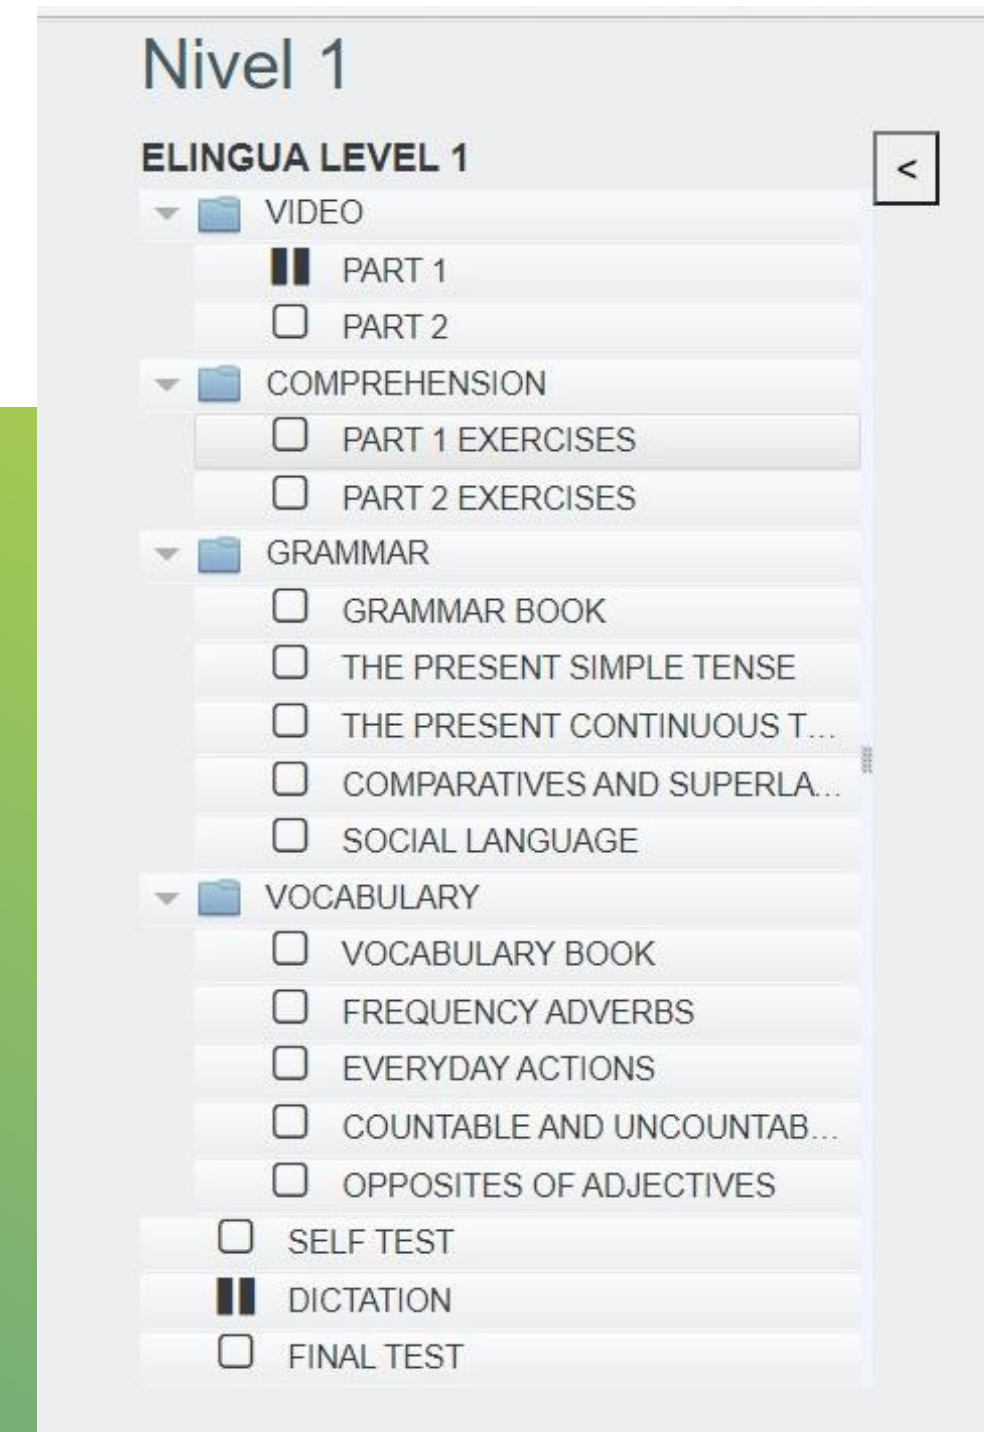 Nivel 1
ELINGUA LEVEL 1
<
VIDEO
PART 1
PART 2
COMPREHENSION
PART 1 EXERCISES
PART 2 EXERCISES
GRAMMAR
GRAMMAR BOOK
THE PRESENT SIMPLE TENSE
THE PRESENT CONTINUOUS T...
COMPARATIVES AND SUPERLA...
SOCIAL LANGUAGE
VOCABULARY
VOCABULARY BOOK
FREQUENCY ADVERBS
EVERYDAY ACTIONS
COUNTABLE AND UNCOUNTAB...
OPPOSITES OF ADJECTIVES
SELF TEST
DICTATION
FINAL TEST